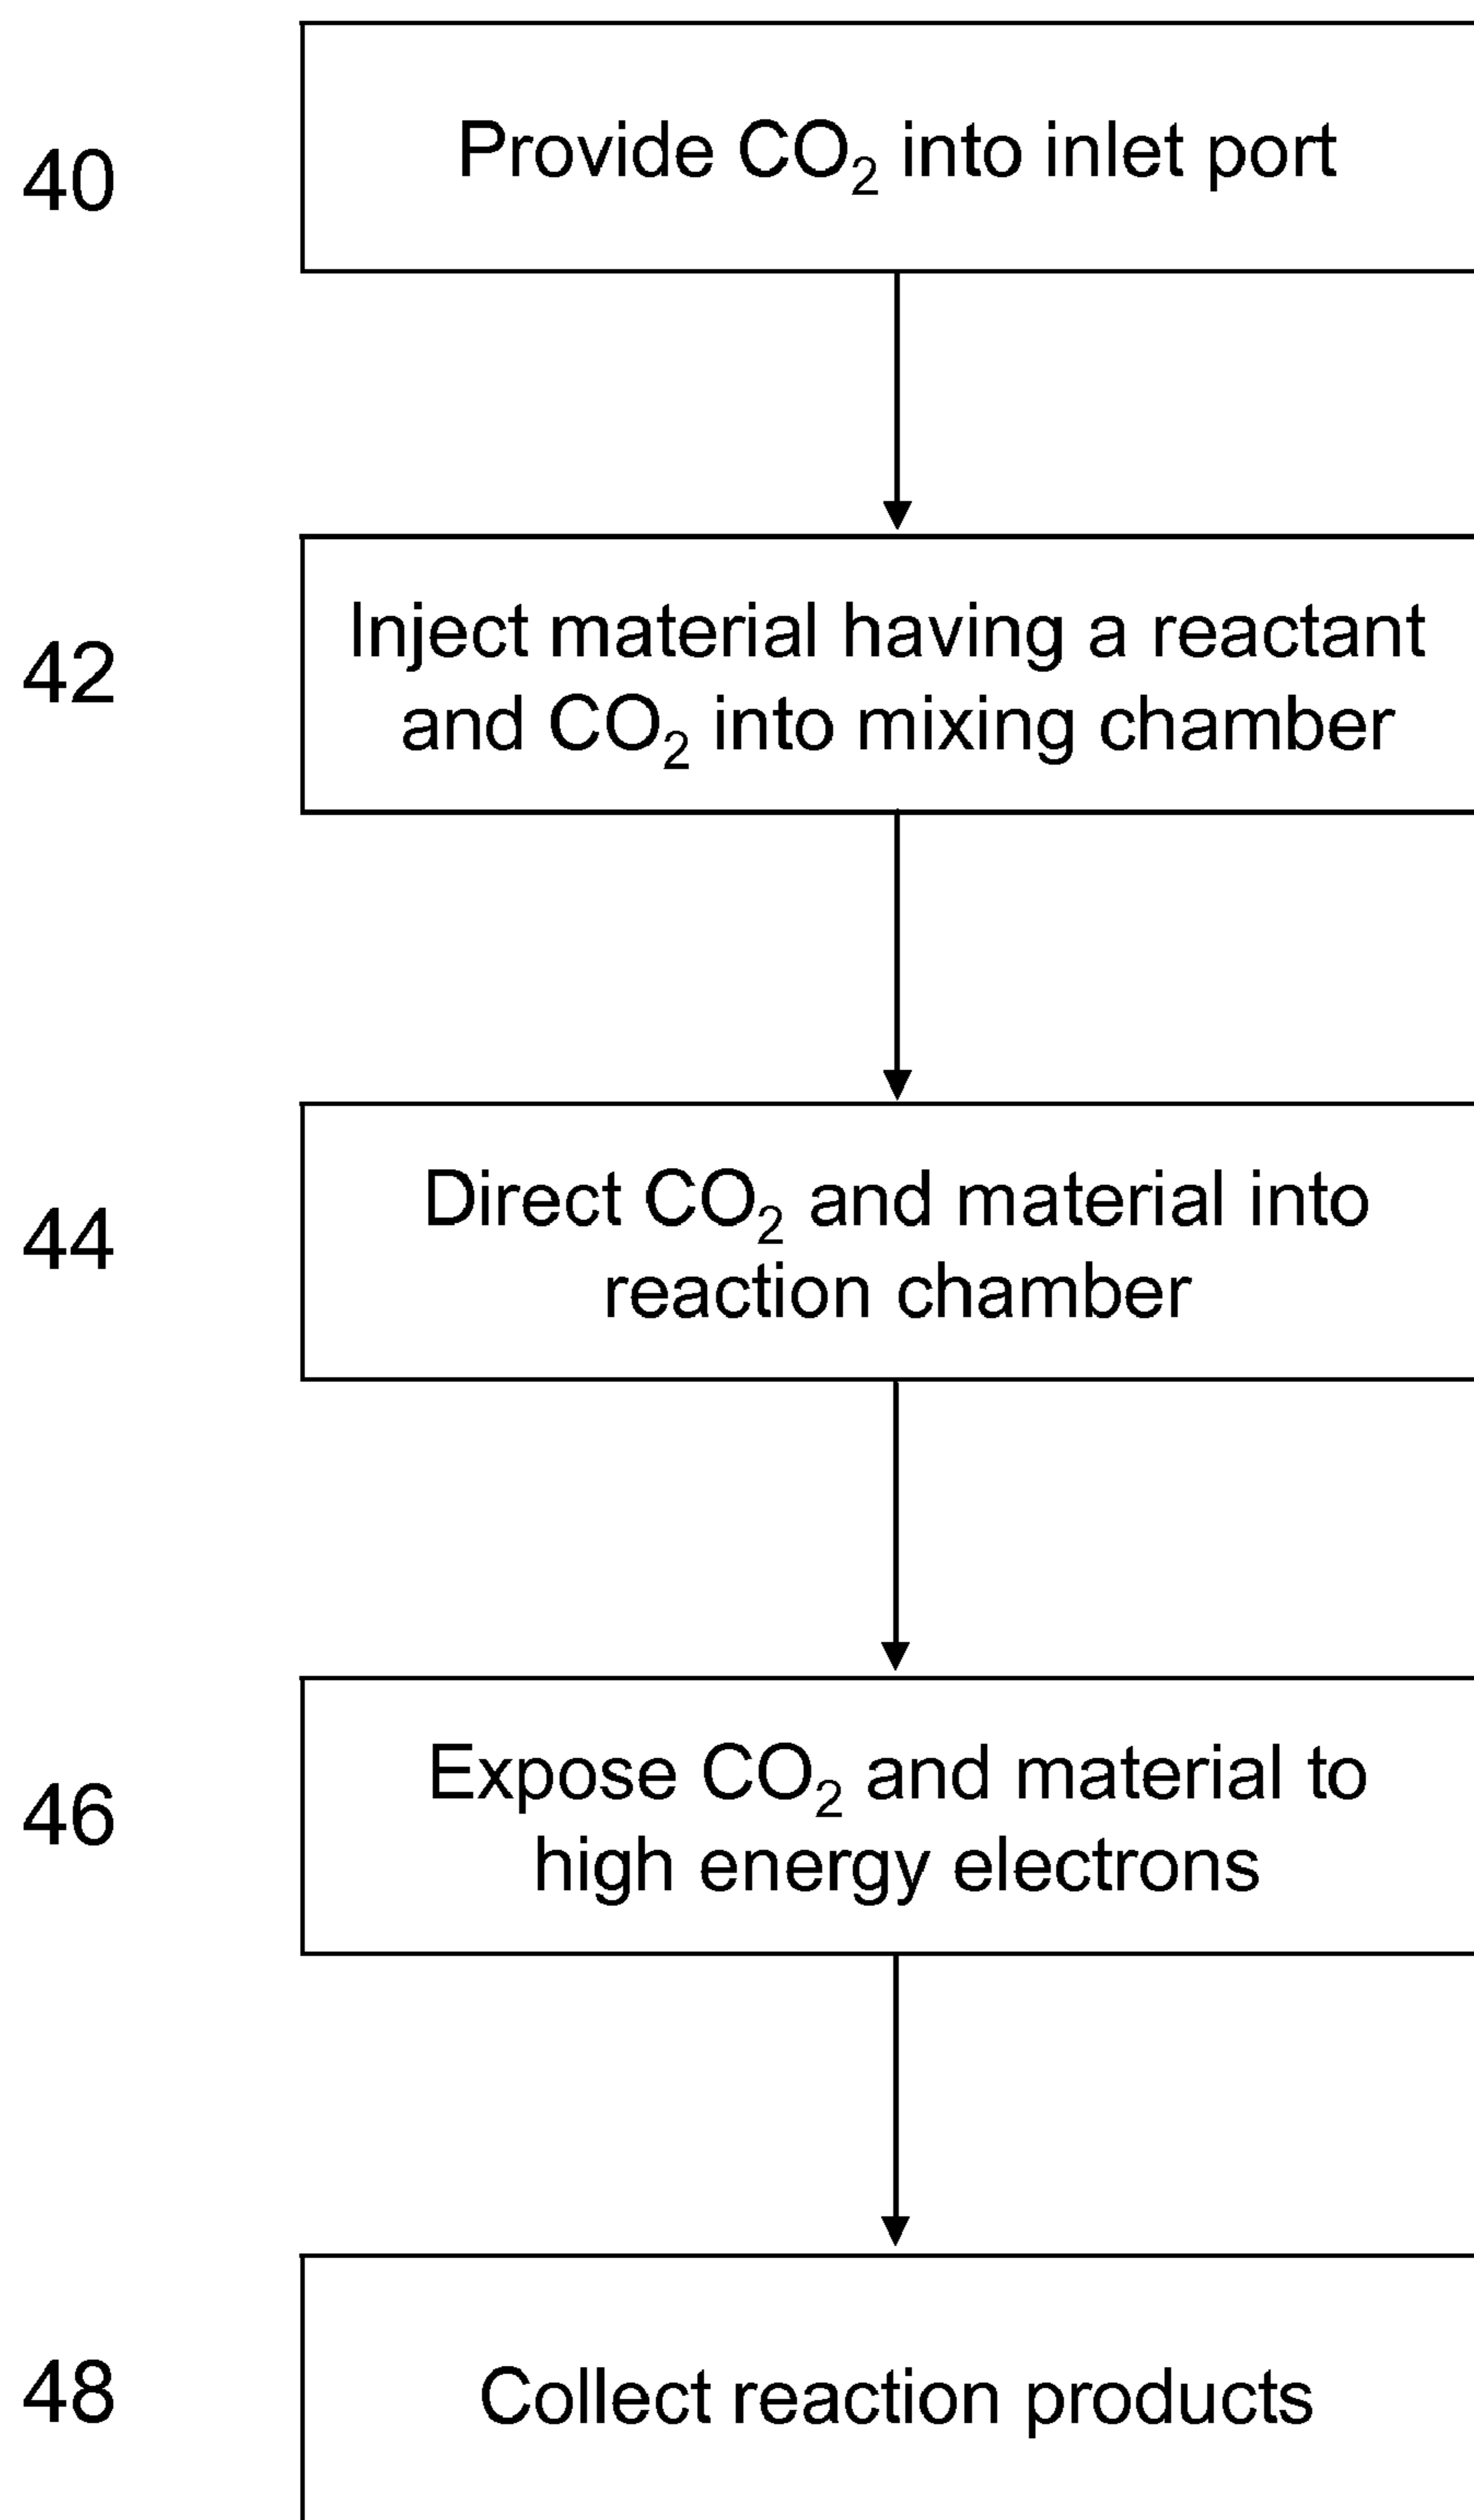 40
Provide CO₂ into inlet port
42
Inject material having a reactant
and CO₂ into mixing chamber
44
Direct CO₂ and material into
reaction chamber
46
Expose CO₂ and material to
high energy electrons
48
Collect reaction products